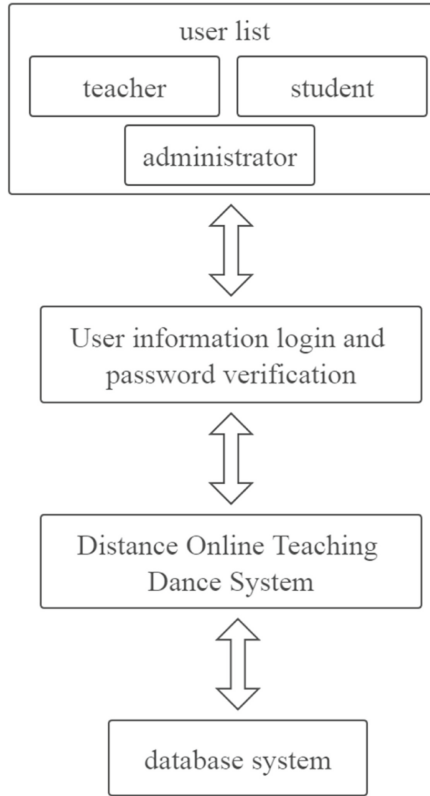 user list
teacher
student
administrator
User information login and
password verification
Distance Online Teaching
Dance System
database system